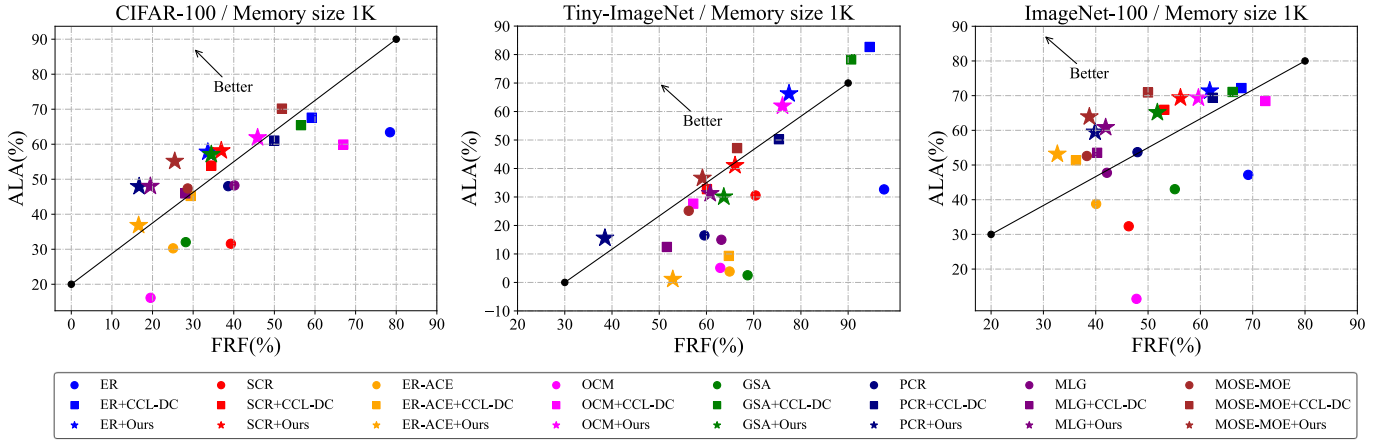 CIFAR-100 / Memory size 1K
90
80
70
60
50
40
30
20
ALA(%)
Better
0 10 20 30 40 50 60 70 80 90
FRF(%)
Tiny-ImageNet / Memory size 1K
90
80
70
60
50
40
30
20
10
0
−10
ALA(%)
Better
20 30 40 50 60 70 80 90
FRF(%)
ImageNet-100 / Memory size 1K
90
80
70
60
50
40
30
20
ALA(%)
Better
20 30 40 50 60 70 80 90
FRF(%)
ER SCR ER-ACE OCM GSA PCR MLG MOSE-MOE
ER+CCL-DC SCR+CCL-DC ER-ACE+CCL-DC OCM+CCL-DC GSA+CCL-DC PCR+CCL-DC MLG+CCL-DC MOSE-MOE+CCL-DC
ER+Ours SCR+Ours ER-ACE+Ours OCM+Ours GSA+Ours PCR+Ours MLG+Ours MOSE-MOE+Ours